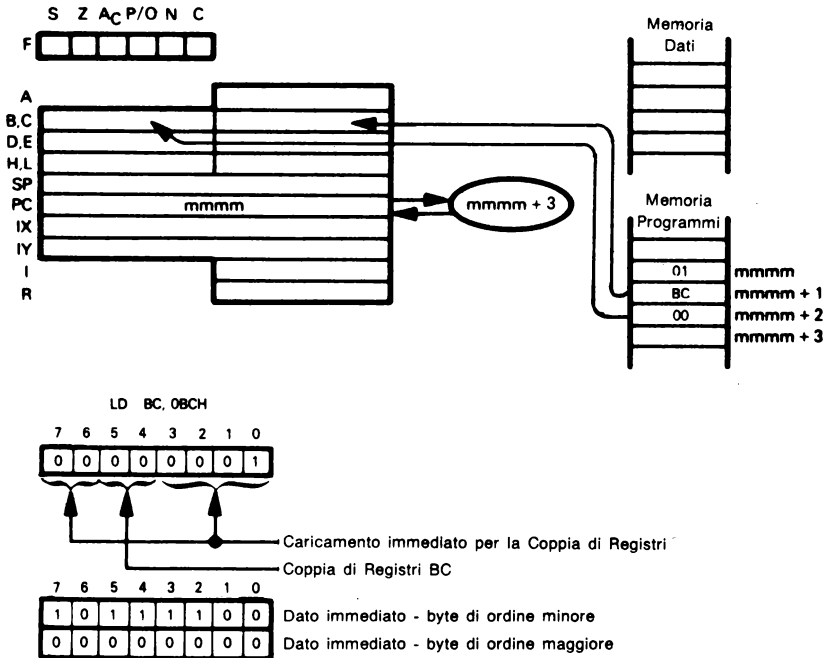 S Z AC P/O N C
F
A
B,C
D,E
H,L
SP
PC mmmm mmmm + 3
IX
IY
I
R
Memoria
Dati
Memoria
Programmi
01 mmmm
BC mmmm + 1
00 mmmm + 2
mmmm + 3
LD BC, 0BCH
7 6 5 4 3 2 1 0
0 0 0 0 0 0 0 1
Caricamento immediato per la Coppia di Registri
Coppia di Registri BC
7 6 5 4 3 2 1 0
1 0 1 1 1 1 0 0 Dato immediato - byte di ordine minore
0 0 0 0 0 0 0 0 Dato immediato - byte di ordine maggiore